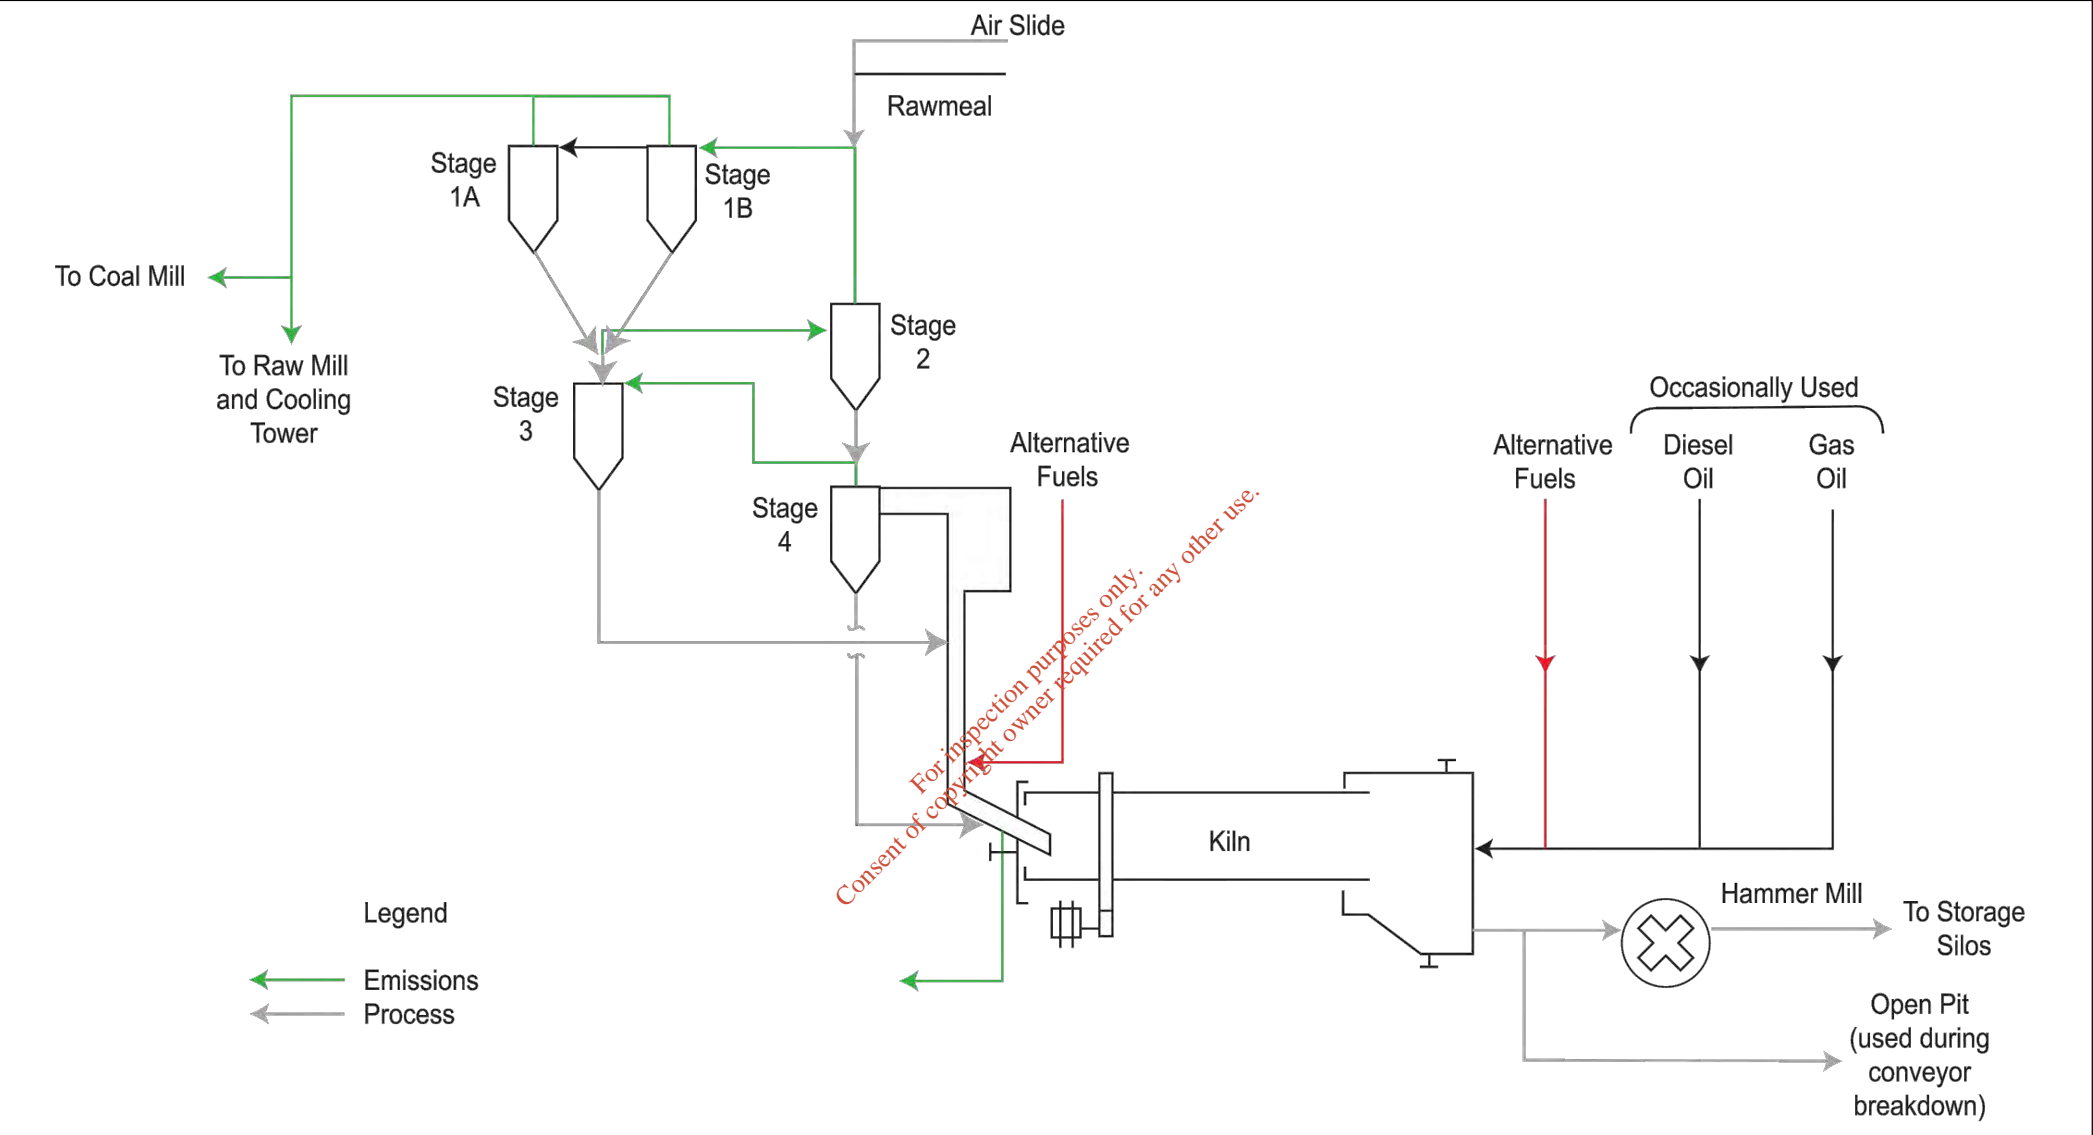 Air Slide
Rawmeal
Stage
1A
Stage
1B
To Coal Mill
To Raw Mill
and Cooling
Tower
Stage
2
Stage
3
Stage
4
Alternative
Fuels
Occasionally Used
Alternative
Fuels
Diesel
Oil
Gas
Oil
For inspection purposes only.
Consent of copyright owner required for any other use.
Kiln
Hammer Mill
To Storage
Silos
Open Pit
(used during
conveyor
breakdown)
Legend
Emissions
Process